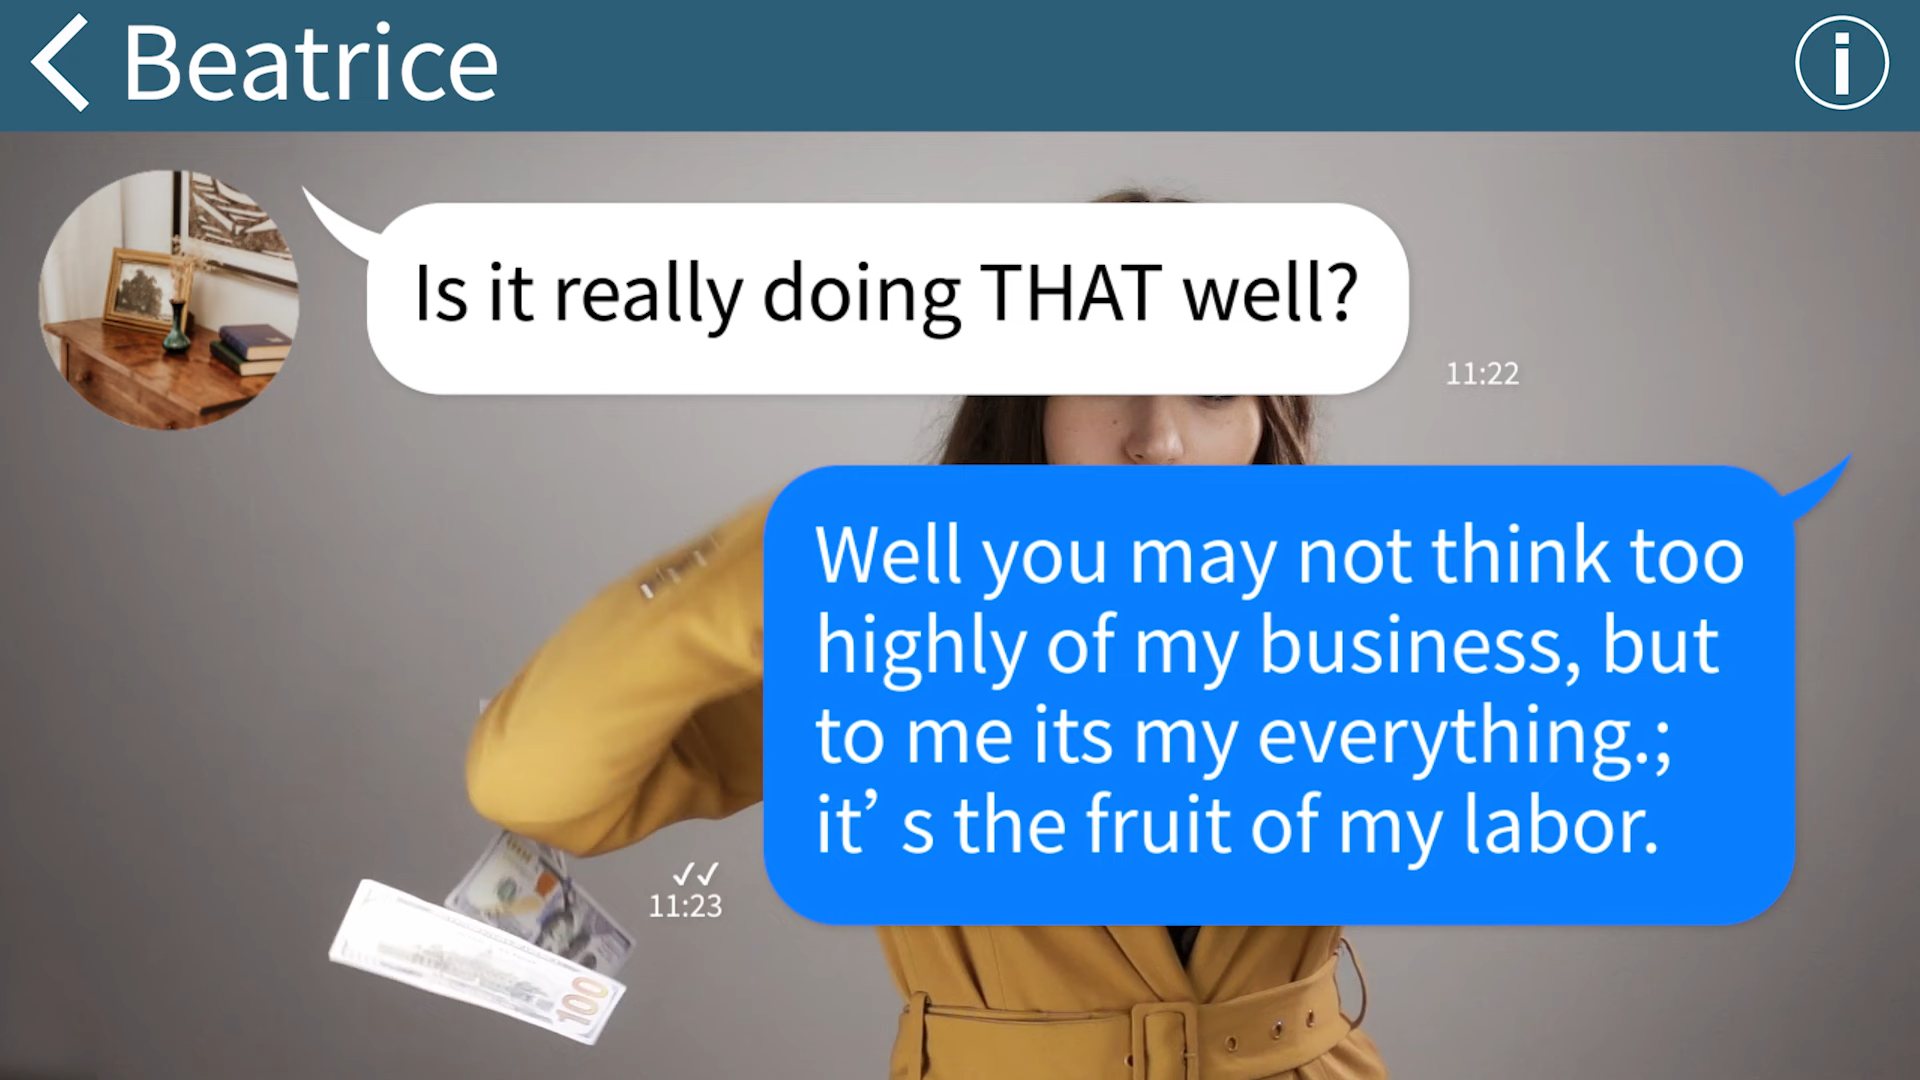 Beatrice
Is it really doing THAT well?
11:22
Well you may not think too
highly of my business, but
to me its my everything.;
it’s the fruit of my labor.
11:23
100